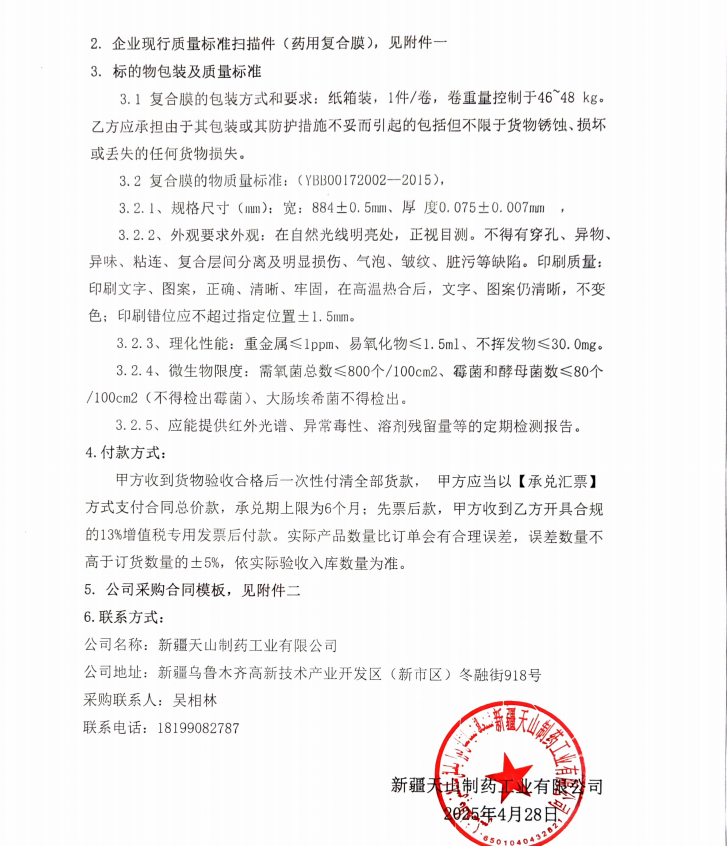 2. 企业现行质量标准扫描件（药用复合膜），见附件一
3. 标的物包装及质量标准
3.1 复合膜的包装方式和要求：纸箱装，1件/卷，卷重量控制于46~48 kg。
乙方应承担由于其包装或其防护措施不妥而引起的包括但不限于货物锈蚀、损坏
或丢失的任何货物损失。
3.2 复合膜的物质量标准：（YBB00172002—2015），
3.2.1、规格尺寸（mm）：宽：884±0.5mm、厚 度0.075±0.007mm ，
3.2.2、外观要求外观：在自然光线明亮处，正视目测。不得有穿孔、异物、
异味、粘连、复合层间分离及明显损伤、气泡、皱纹、脏污等缺陷。印刷质量：
印刷文字、图案，正确、清晰、牢固，在高温热合后，文字、图案仍清晰，不变
色；印刷错位应不超过指定位置±1.5mm。
3.2.3、理化性能：重金属≤1ppm、易氧化物≤1.5ml、不挥发物≤30.0mg。
3.2.4、微生物限度：需氧菌总数≤800个/100cm2、霉菌和酵母菌数≤80个
/100cm2（不得检出霉菌）、大肠埃希菌不得检出。
3.2.5、应能提供红外光谱、异常毒性、溶剂残留量等的定期检测报告。
4.付款方式：
甲方收到货物验收合格后一次性付清全部货款， 甲方应当以【承兑汇票】
方式支付合同总价款，承兑期上限为6个月；先票后款，甲方收到乙方开具合规
的13%增值税专用发票后付款。实际产品数量比订单会有合理误差，误差数量不
高于订货数量的±5%，依实际验收入库数量为准。
5. 公司采购合同模板，见附件二
6.联系方式：
公司名称：新疆天山制药工业有限公司
公司地址：新疆乌鲁木齐高新技术产业开发区（新市区）冬融街918号
采购联系人：吴相林
联系电话：18199082787
新疆天山制药工业有限公司
新疆天山制药工业有限公司
2025年4月28日
6501040432821